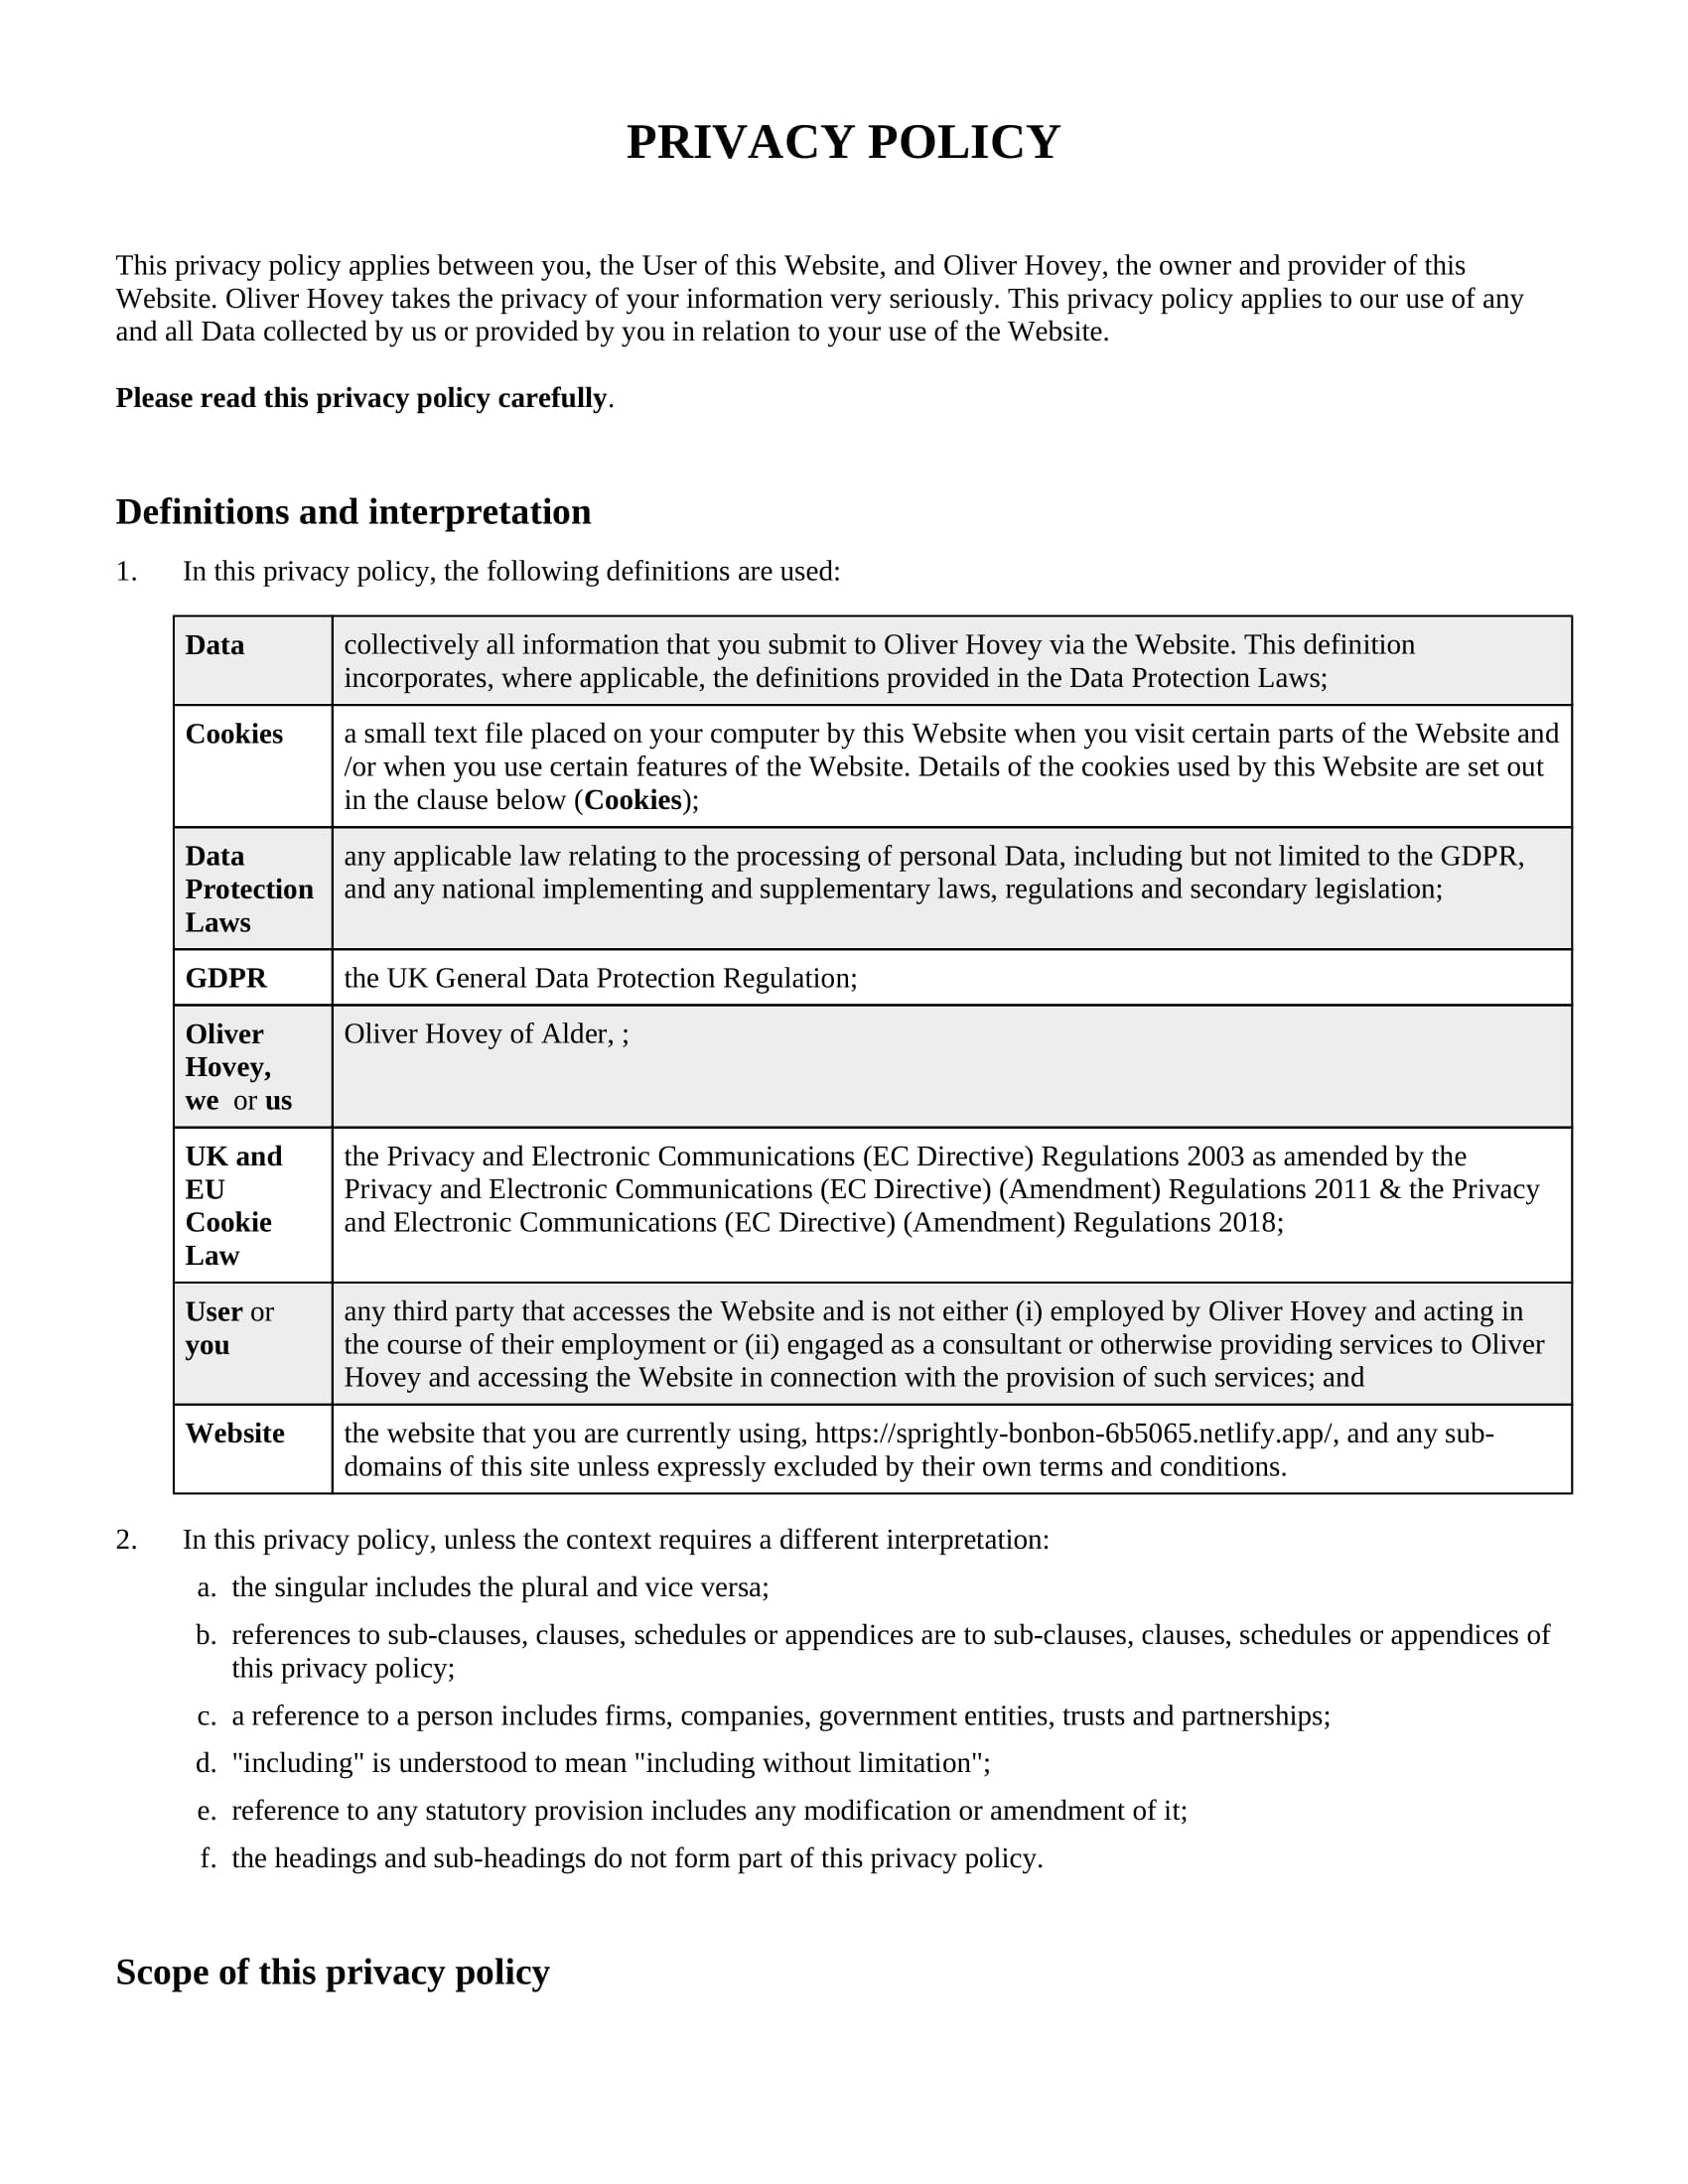 PRIVACY POLICY
This privacy policy applies between you, the User of this Website, and Oliver Hovey, the owner and provider of this
Website. Oliver Hovey takes the privacy of your information very seriously. This privacy policy applies to our use of any
and all Data collected by us or provided by you in relation to your use of the Website.
Please read this privacy policy carefully.
Definitions and interpretation
1. In this privacy policy, the following definitions are used:
Data
collectively all information that you submit to Oliver Hovey via the Website. This definition
incorporates, where applicable, the definitions provided in the Data Protection Laws;
Cookies
a small text file placed on your computer by this Website when you visit certain parts of the Website and
/or when you use certain features of the Website. Details of the cookies used by this Website are set out
in the clause below (Cookies);
Data
Protection
Laws
any applicable law relating to the processing of personal Data, including but not limited to the GDPR,
and any national implementing and supplementary laws, regulations and secondary legislation;
GDPR
the UK General Data Protection Regulation;
Oliver
Hovey,
we or us
Oliver Hovey of Alder, ;
UK and
EU
Cookie
Law
the Privacy and Electronic Communications (EC Directive) Regulations 2003 as amended by the
Privacy and Electronic Communications (EC Directive) (Amendment) Regulations 2011 & the Privacy
and Electronic Communications (EC Directive) (Amendment) Regulations 2018;
User or
you
any third party that accesses the Website and is not either (i) employed by Oliver Hovey and acting in
the course of their employment or (ii) engaged as a consultant or otherwise providing services to Oliver
Hovey and accessing the Website in connection with the provision of such services; and
Website
the website that you are currently using, https://sprightly-bonbon-6b5065.netlify.app/, and any sub-
domains of this site unless expressly excluded by their own terms and conditions.
2. In this privacy policy, unless the context requires a different interpretation:
a. the singular includes the plural and vice versa;
b. references to sub-clauses, clauses, schedules or appendices are to sub-clauses, clauses, schedules or appendices of
this privacy policy;
c. a reference to a person includes firms, companies, government entities, trusts and partnerships;
d. "including" is understood to mean "including without limitation";
e. reference to any statutory provision includes any modification or amendment of it;
f. the headings and sub-headings do not form part of this privacy policy.
Scope of this privacy policy